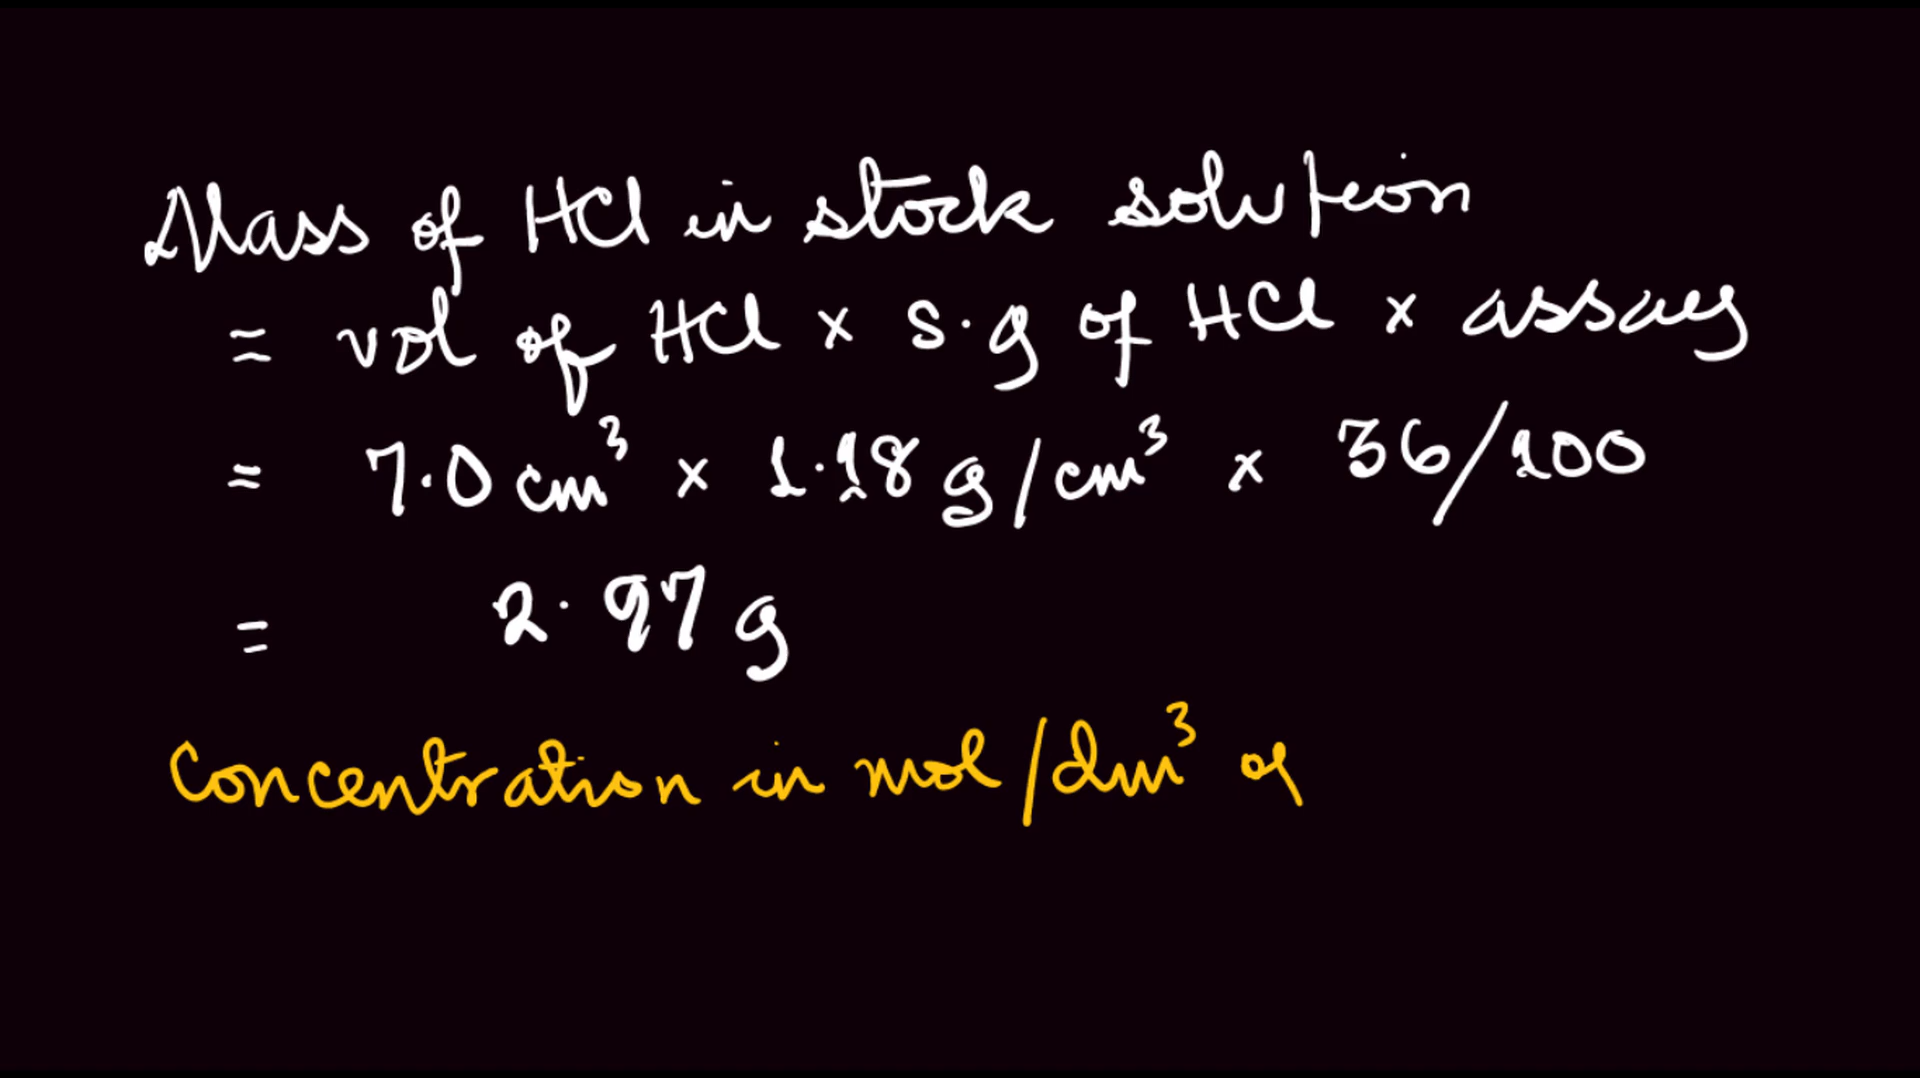 Mass of HCl in stock solution
= vol of HCl x s.g of HCl x assay
= 7.0 cm³ x 1.18 g/cm³ x 36/100
= 2.97 g
Concentration in mol/dm³ of